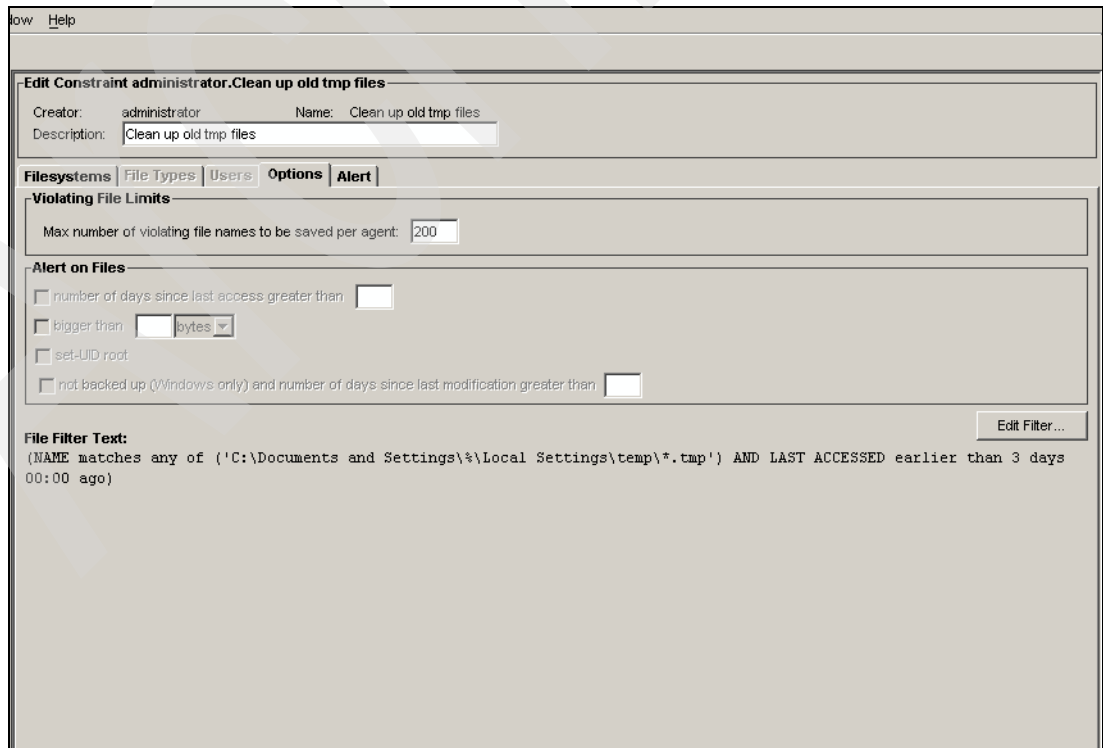 dow Help
Edit Constraint administrator.Clean up old tmp files
Creator: administrator Name: Clean up old tmp files
Description: Clean up old tmp files
Filesystems File Types Users Options Alert
Violating File Limits
Max number of violating file names to be saved per agent: 200
Alert on Files
number of days since last access greater than
bigger than bytes
set-UID root
not backed up (Windows only) and number of days since last modification greater than
Edit Filter...
File Filter Text:
(NAME matches any of ('C:\Documents and Settings\%\Local Settings\temp\*.tmp') AND LAST ACCESSED earlier than 3 days
00:00 ago)